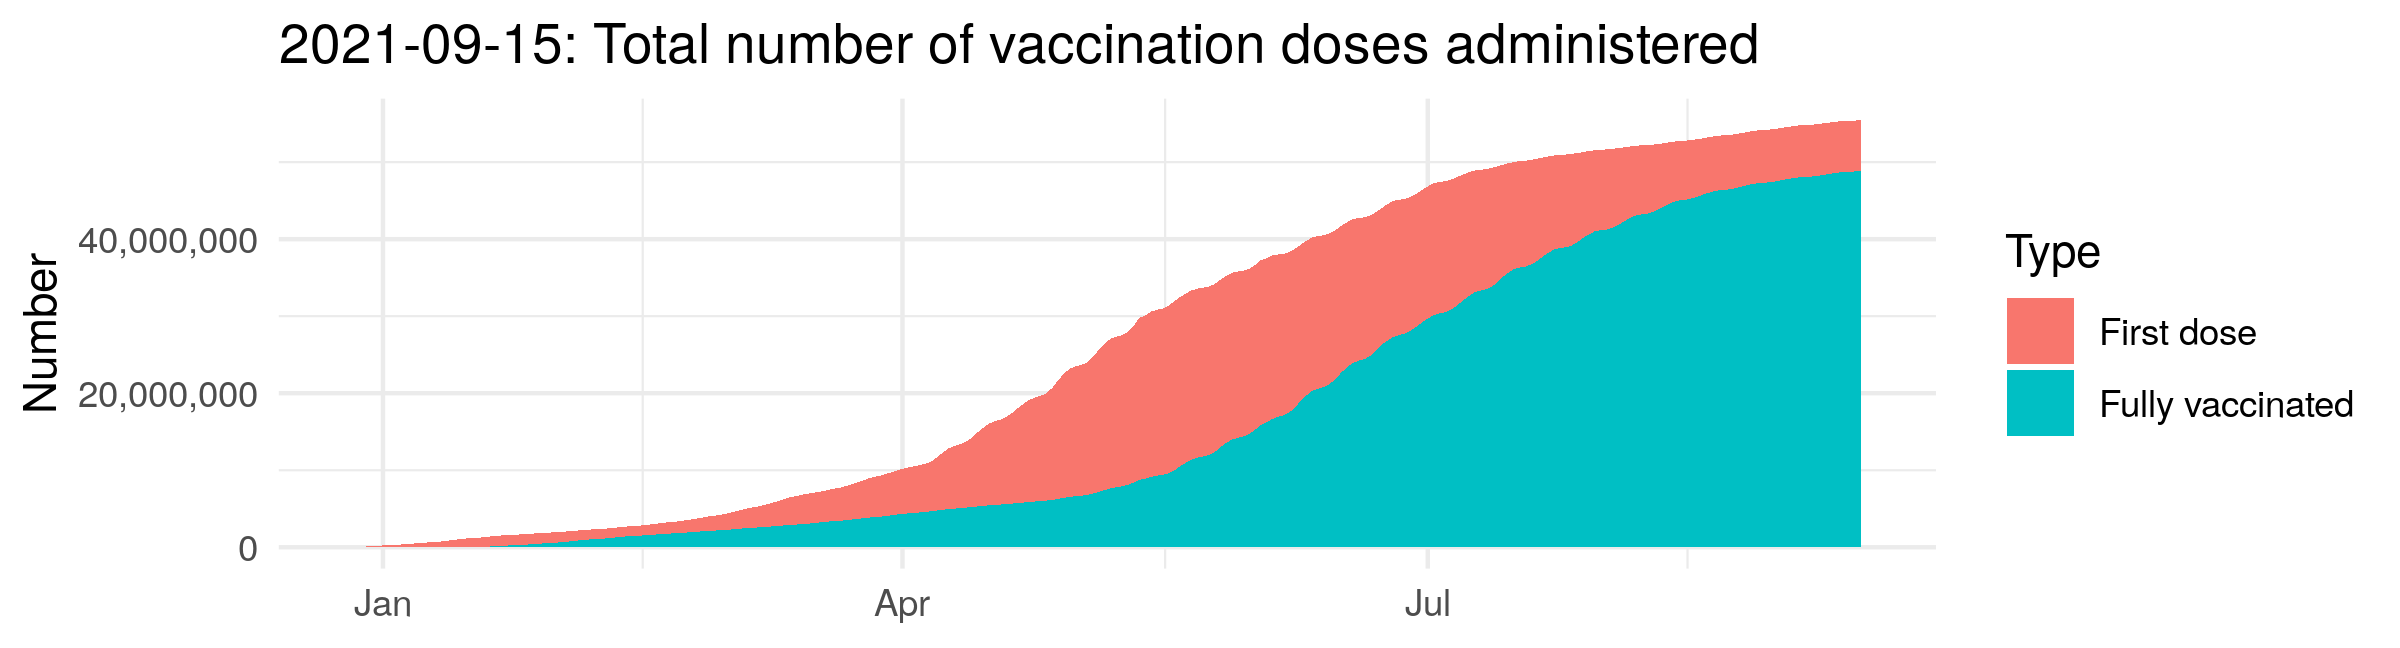 2021-09-15: Total number of vaccination doses administered
Number
40,000,000
20,000,000
0
Jan Apr Jul
Type
First dose
Fully vaccinated